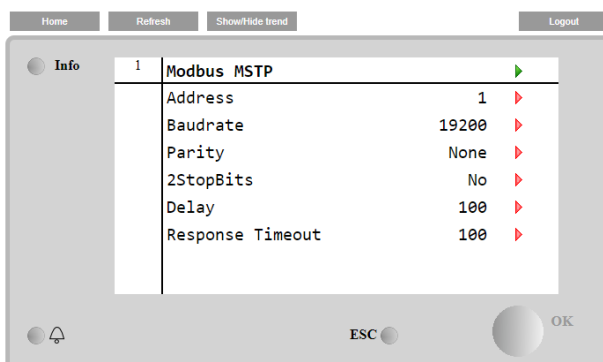 Home Refresh Show/Hide trend Logout
Info 1 Modbus MSTP
Address 1
Baudrate 19200
Parity None
2StopBits No
Delay 100
Response Timeout 100
ESC OK